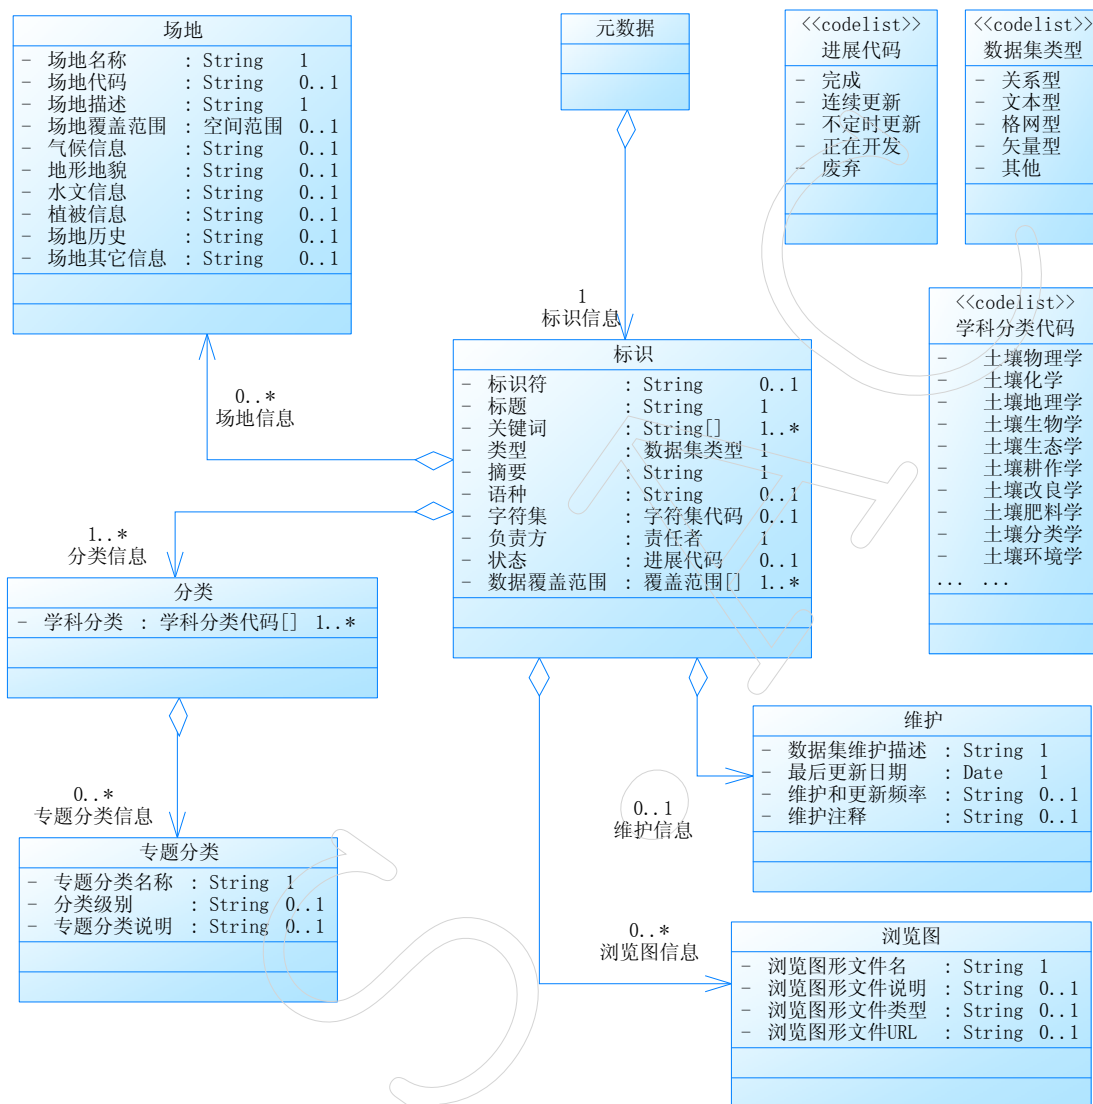 场地
- 场地名称 : String 1
- 场地代码 : String 0..1
- 场地描述 : String 1
- 场地覆盖范围 : 空间范围 0..1
- 气候信息 : String 0..1
- 地形地貌 : String 0..1
- 水文信息 : String 0..1
- 植被信息 : String 0..1
- 场地历史 : String 0..1
- 场地其它信息 : String 0..1
元数据
<<codelist>>
进展代码
- 完成
- 连续更新
- 不定时更新
- 正在开发
- 废弃
<<codelist>>
数据集类型
- 关系型
- 文本型
- 格网型
- 矢量型
- 其他
1
标识信息
<<codelist>>
学科分类代码
- 土壤物理学
- 土壤化学
- 土壤地理学
- 土壤生物学
- 土壤生态学
- 土壤耕作学
- 土壤改良学
- 土壤肥料学
- 土壤分类学
- 土壤环境学
... ...
标识
- 标识符 : String 0..1
- 标题 : String 1
- 关键词 : String[] 1..*
- 类型 : 数据集类型 1
- 摘要 : String 1
- 语种 : String 0..1
- 字符集 : 字符集代码 0..1
- 负责方 : 责任者 1
- 状态 : 进展代码 0..1
- 数据覆盖范围 : 覆盖范围[] 1..*
0..*
场地信息
1..*
分类信息
分类
- 学科分类 : 学科分类代码[] 1..*
0..*
专题分类信息
专题分类
- 专题分类名称 : String 1
- 分类级别 : String 0..1
- 专题分类说明 : String 0..1
维护
- 数据集维护描述 : String 1
- 最后更新日期 : Date 1
- 维护和更新频率 : String 0..1
- 维护注释 : String 0..1
0..1
维护信息
0..*
浏览图信息
浏览图
- 浏览图形文件名 : String 1
- 浏览图形文件说明 : String 0..1
- 浏览图形文件类型 : String 0..1
- 浏览图形文件URL : String 0..1